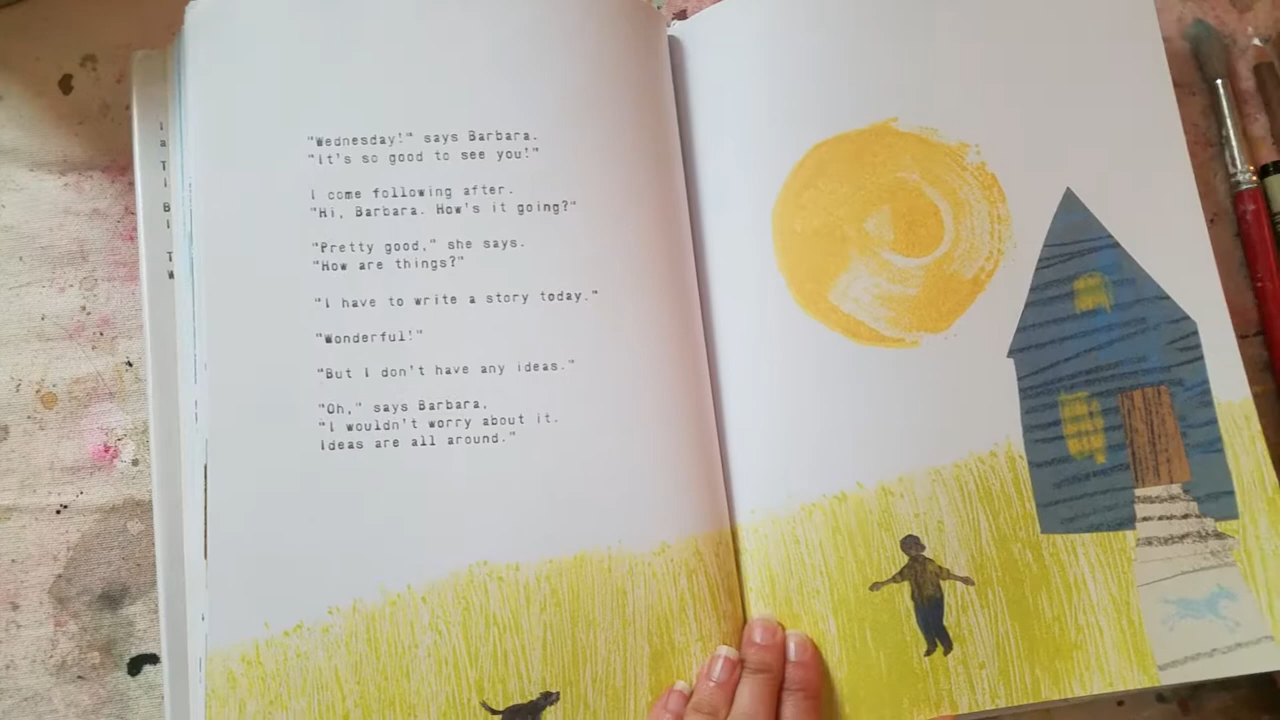 "Wednesday!" says Barbara.
"It's so good to see you!"
I come following after.
"Hi, Barbara. How's it going?"
"Pretty good," she says.
"How are things?"
"I have to write a story today."
"Wonderful!"
"But I don't have any ideas."
"Oh," says Barbara,
"I wouldn't worry about it.
Ideas are all around."